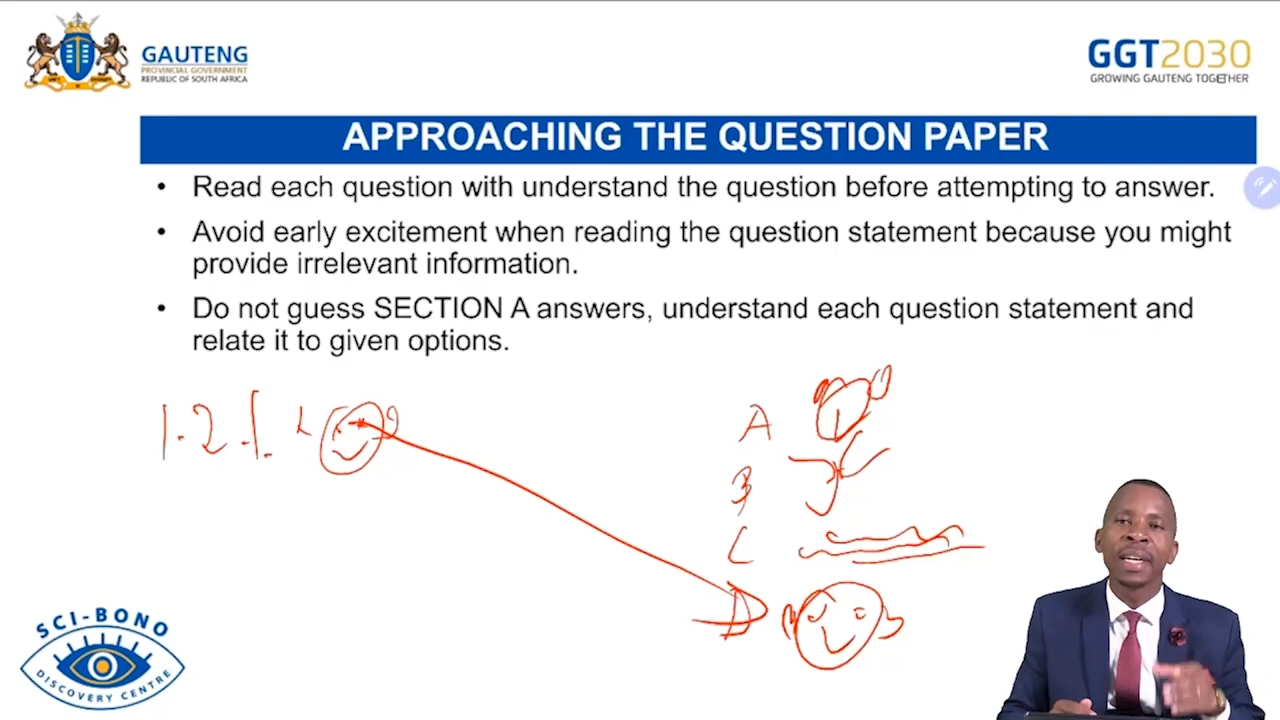 GAUTENG
PROVINCIAL GOVERNMENT
REPUBLIC OF SOUTH AFRICA
GGT2030
GROWING GAUTENG TOGETHER
APPROACHING THE QUESTION PAPER
• Read each question with understand the question before attempting to answer.
• Avoid early excitement when reading the question statement because you might
provide irrelevant information.
• Do not guess SECTION A answers, understand each question statement and
relate it to given options.
1.2.1.
A
B
C
D
SCI-BONO
DISCOVERY CENTRE